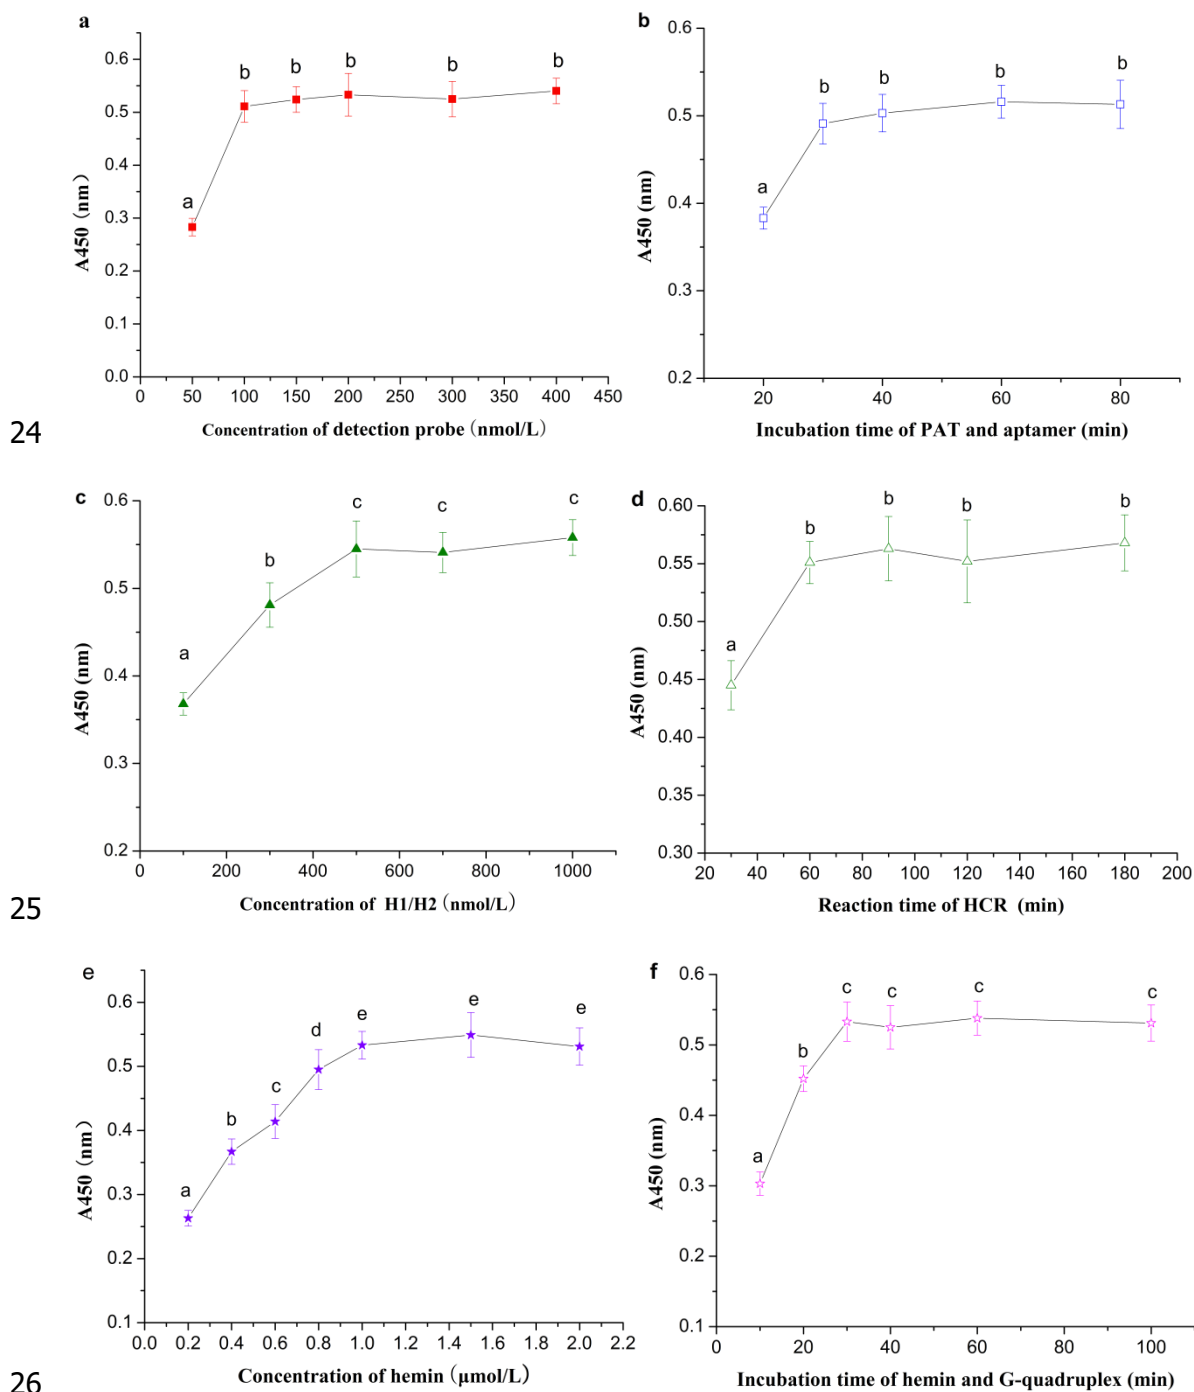 a
b b b b b
a
0.6
0.5
0.4
0.3
0.2
0.1
0.0
A450 (nm)
0 50 100 150 200 250 300 350 400 450
Concentration of detection probe (nmol/L)
24
b
b b b b
a
0.6
0.5
0.4
0.3
0.2
A450 (nm)
20 40 60 80
Incubation time of PAT and aptamer (min)
c
c c c
b
a
0.6
0.5
0.4
0.3
0.2
A450 (nm)
0 200 400 600 800 1000
Concentration of H1/H2 (nmol/L)
25
d
b b b b
a
0.60
0.55
0.50
0.45
0.40
0.35
0.30
A450 (nm)
20 40 60 80 100 120 140 160 180 200
Reaction time of HCR (min)
e
e e e
d
c
b
a
0.6
0.5
0.4
0.3
0.2
0.1
A450 (nm)
0.0 0.2 0.4 0.6 0.8 1.0 1.2 1.4 1.6 1.8 2.0 2.2
Concentration of hemin (μmol/L)
26
f
c c c c
b
a
0.6
0.5
0.4
0.3
0.2
0.1
A450 (nm)
0 20 40 60 80 100
Incubation time of hemin and G-quadruplex (min)